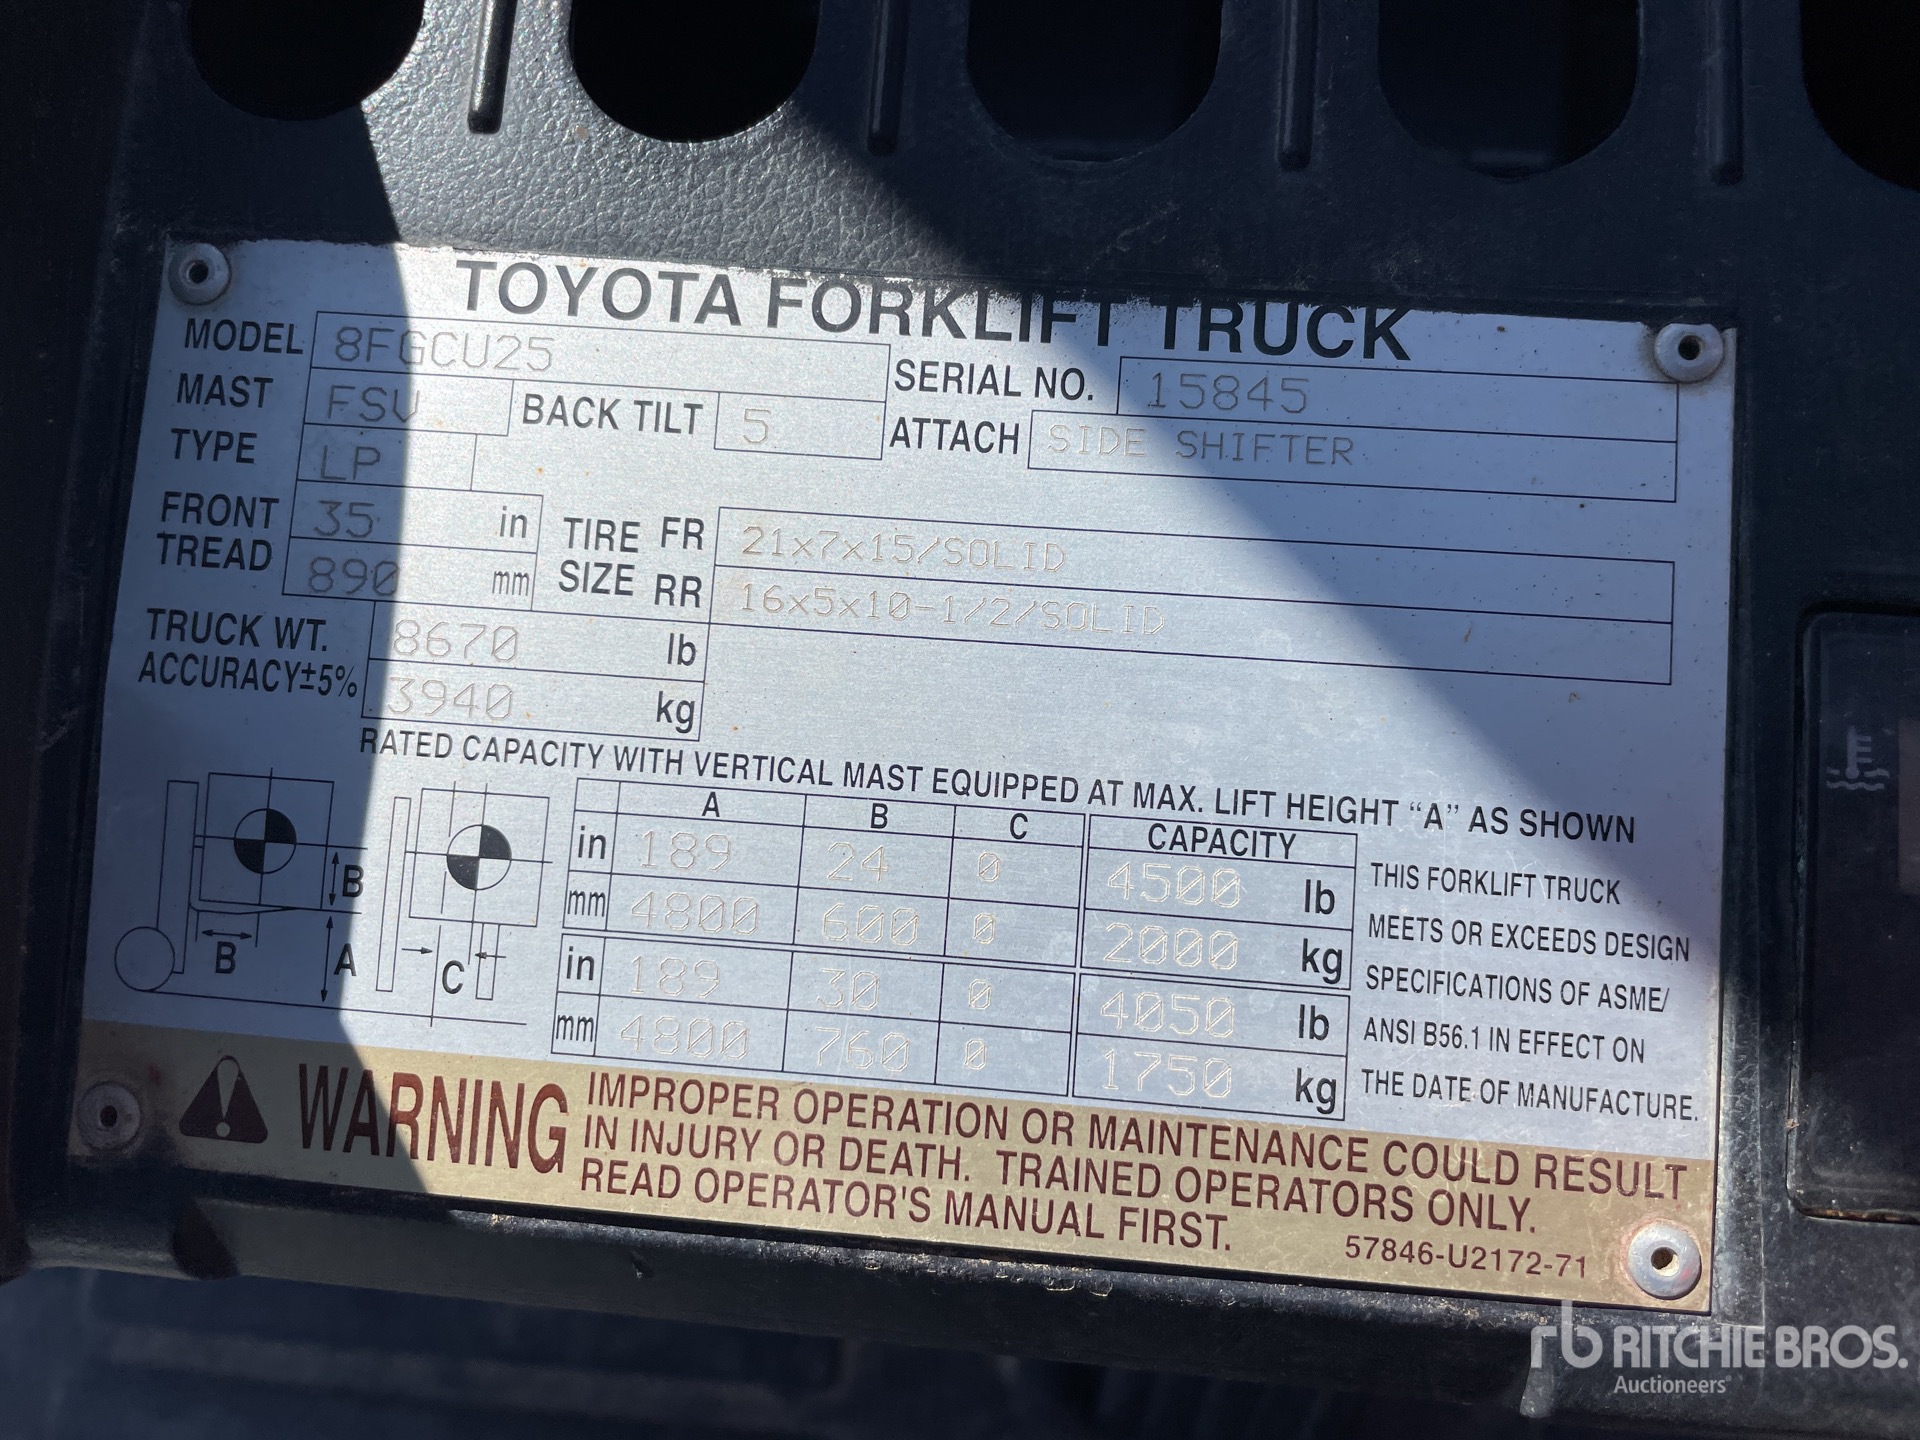 TOYOTA FORKLIFT TRUCK
MODEL 8FGCU25 SERIAL NO. 15845
MAST FSV BACK TILT 5 ATTACH SIDE SHIFTER
TYPE LP
FRONT TREAD 35 in TIRE SIZE FR 21x7x15/SOLID
890 mm RR 16x5x10-1/2/SOLID
TRUCK WT. 8670 lb
ACCURACY±5% 3940 kg
RATED CAPACITY WITH VERTICAL MAST EQUIPPED AT MAX. LIFT HEIGHT "A" AS SHOWN
A B C CAPACITY
in 189 24 0 4500 lb
mm 4800 600 0 2000 kg
in 189 30 0 4050 lb
mm 4800 760 0 1750 kg
B
B
A
C
THIS FORKLIFT TRUCK
MEETS OR EXCEEDS DESIGN
SPECIFICATIONS OF ASME/
ANSI B56.1 IN EFFECT ON
THE DATE OF MANUFACTURE.
WARNING
IMPROPER OPERATION OR MAINTENANCE COULD RESULT
IN INJURY OR DEATH. TRAINED OPERATORS ONLY.
READ OPERATOR'S MANUAL FIRST.
57846-U2172-71
rb RITCHIE BROS.
Auctioneers